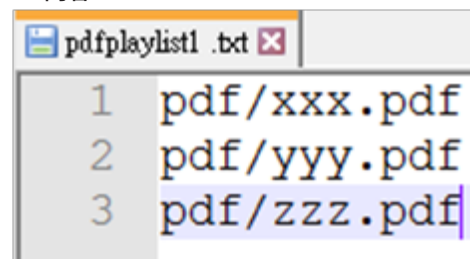 pdfplaylist1 .txt
1 pdf/xxx.pdf
2 pdf/yyy.pdf
3 pdf/zzz.pdf